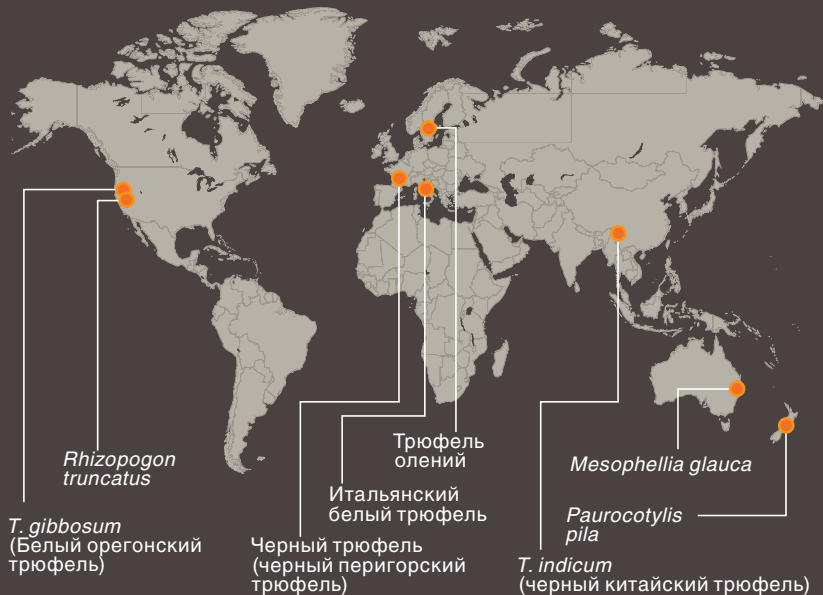 Rhizopogon
truncatus
T. gibbosum
(Белый орегонский
трюфель)
Трюфель
олений
Итальянский
белый трюфель
Черный трюфель
(черный перигорский
трюфель)
Mesophellia glauca
Paurocotylis
pila
T. indicum
(черный китайский трюфель)